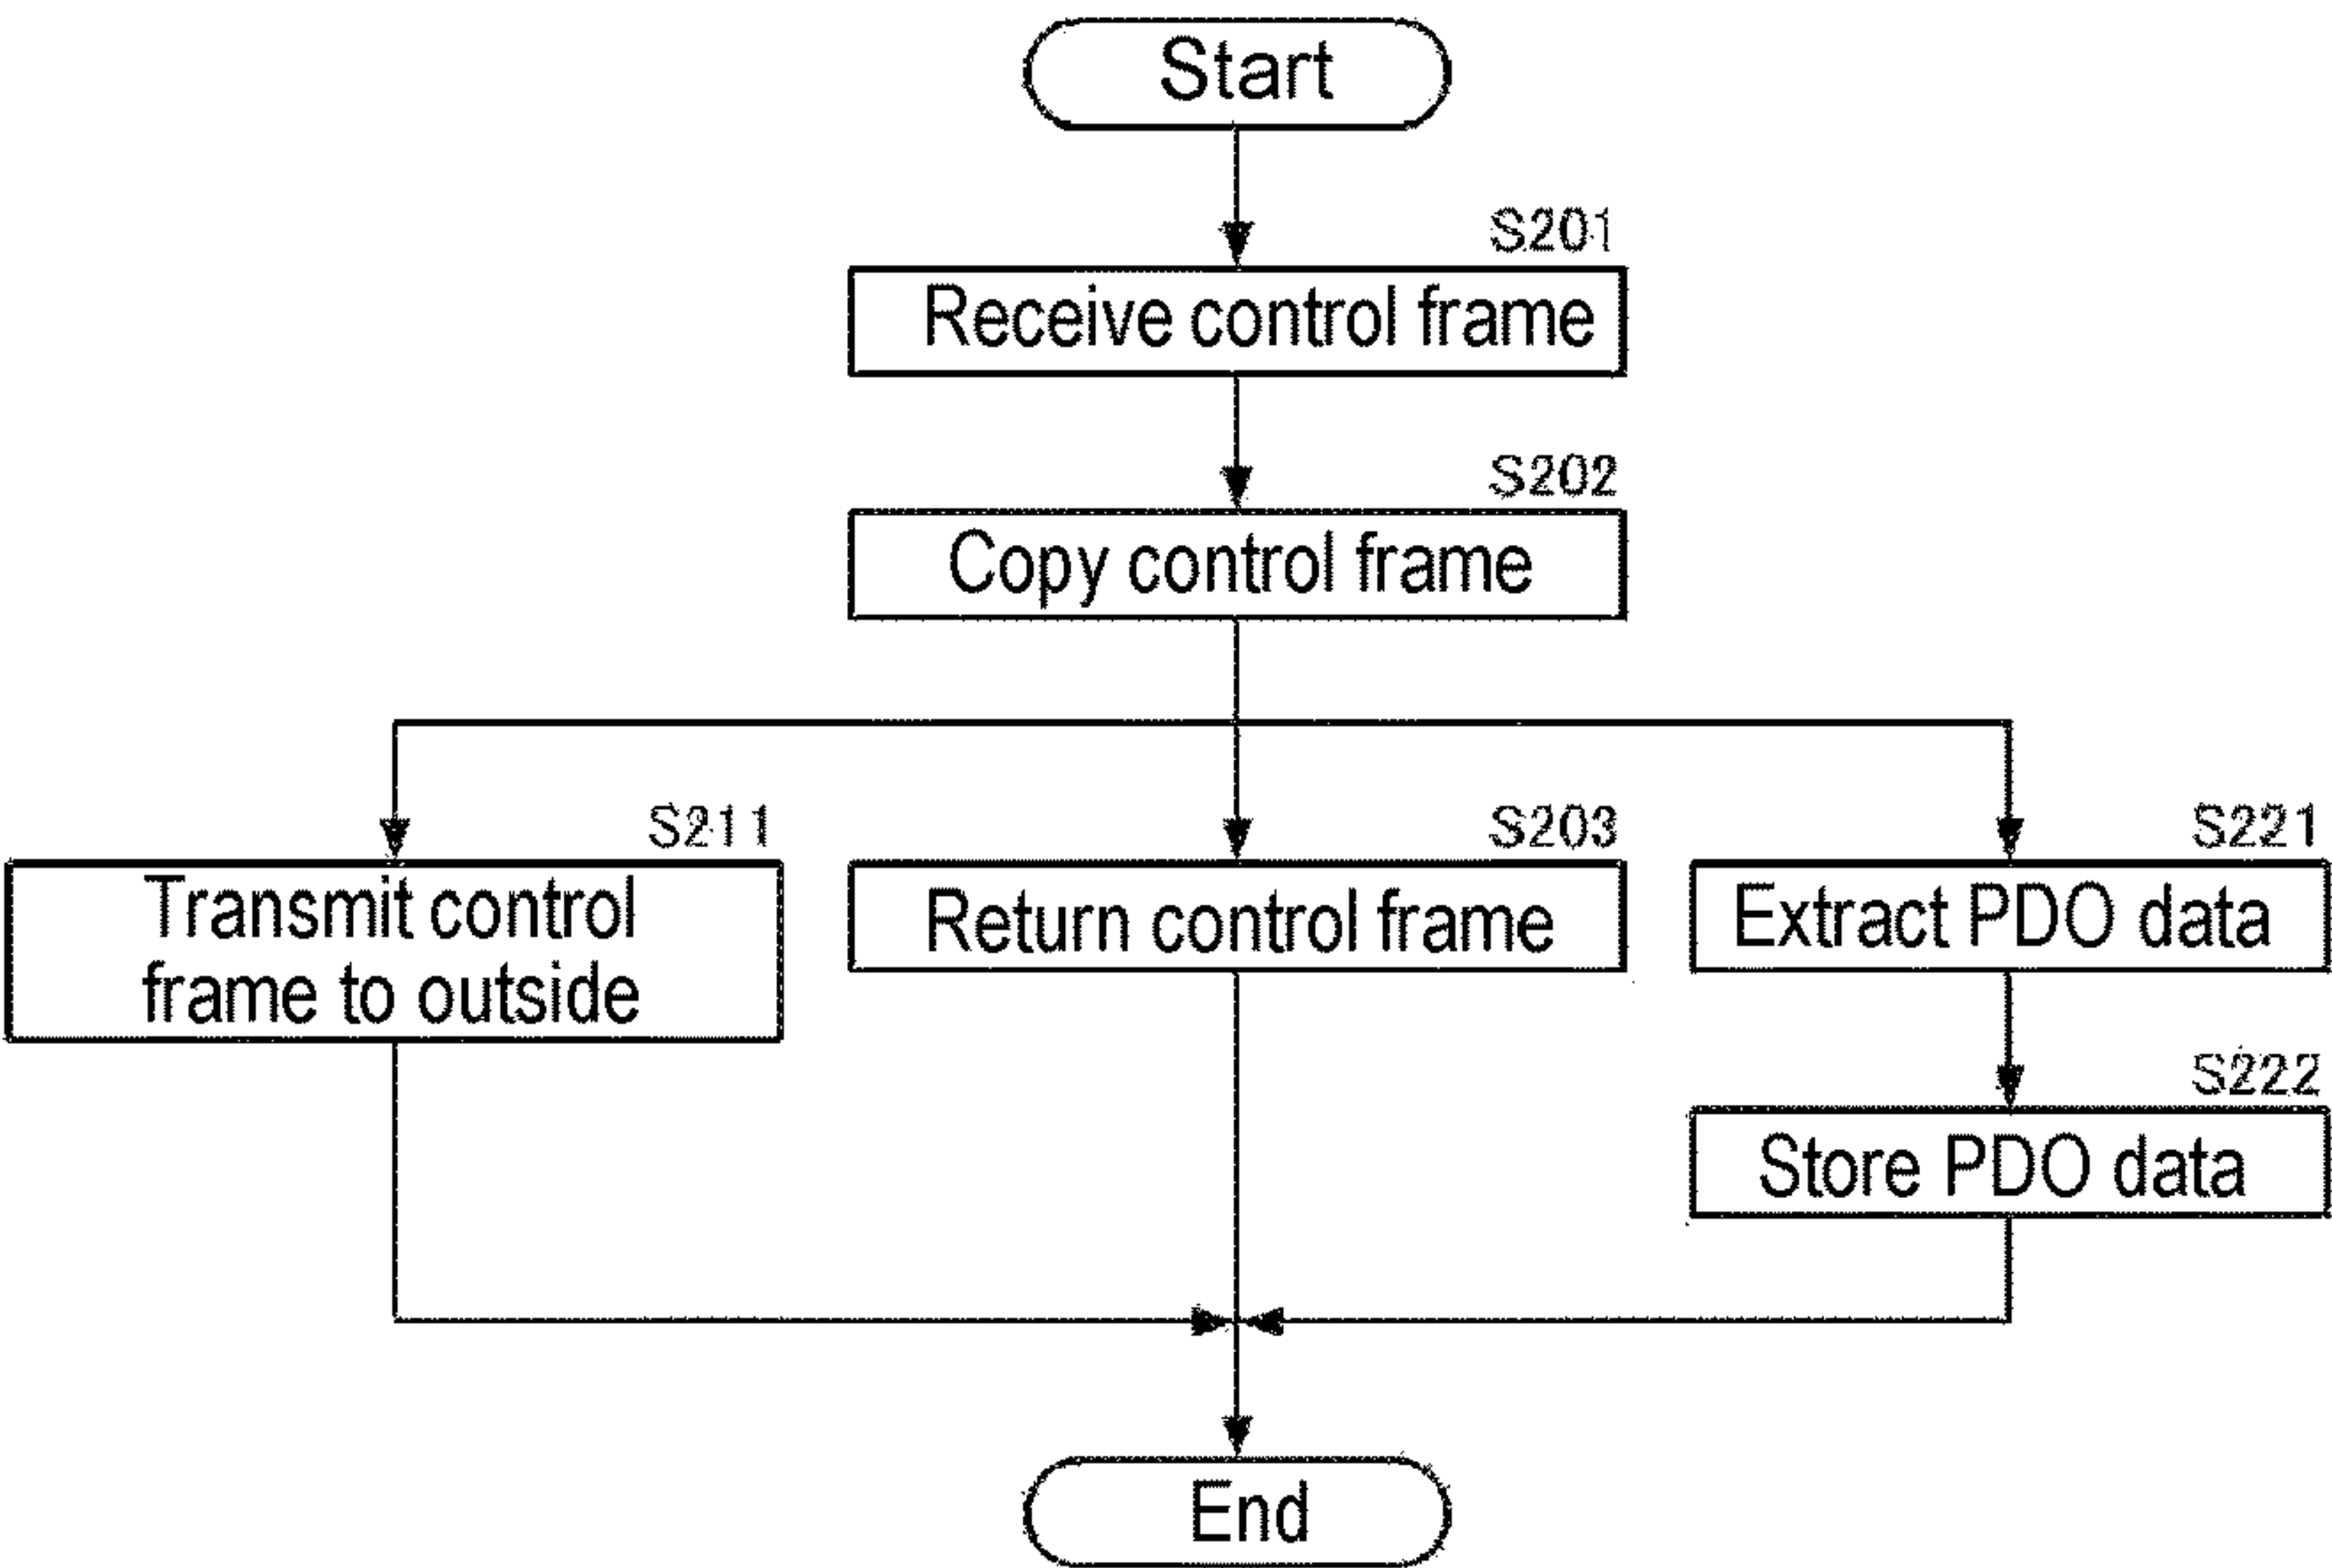 Start
S201
Receive control frame
S202
Copy control frame
S211
Transmit control
frame to outside
S203
Return control frame
S221
Extract PDO data
S222
Store PDO data
End